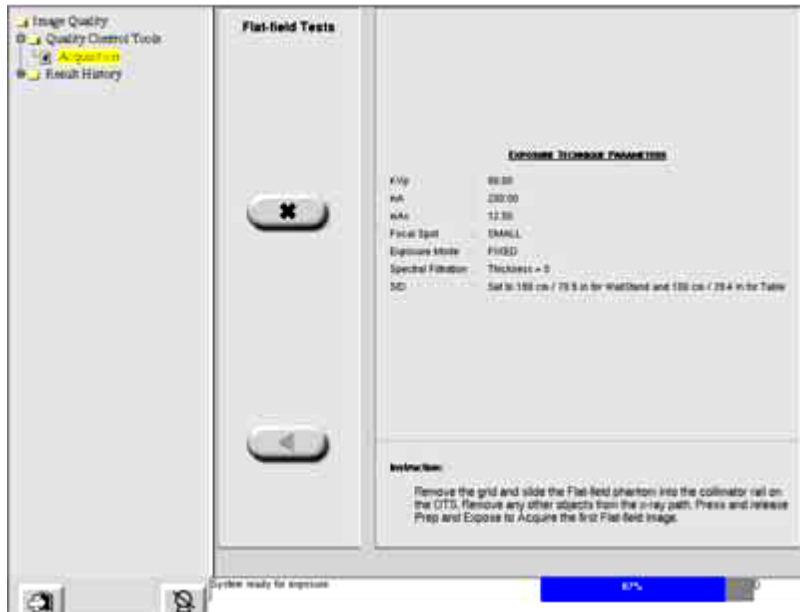 Image Quality
Quality Control Tools
Acquisition
Result History
Flat-field Tests
EXPOSURE TECHNIQUE PARAMETERS
KVp
mA 200.00
mAs 12.50
Focal Spot SMALL
Exposure Mode FIXED
Spectral Filtration Thickness = 0
SID Set to 180 cm / in for WallStand and 100 cm / 39.4 in for Table
Instruction:
Remove the grid and slide the Flat-field phantom into the collimator rail on
the OTS. Remove any other objects from the x-ray path. Press and release
Prep and Expose to Acquire the first Flat-field image.
System ready for exposure
87%